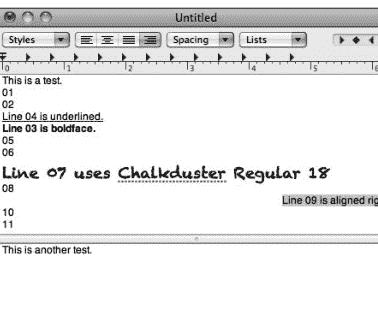 Untitled
Styles Spacing Lists
0 1 2 3 4 5
This is a test.
01
02
Line 04 is underlined.
Line 03 is boldface.
05
06
Line 07 uses Chalkduster Regular 18
08
Line 09 is aligned rig
10
11
This is another test.